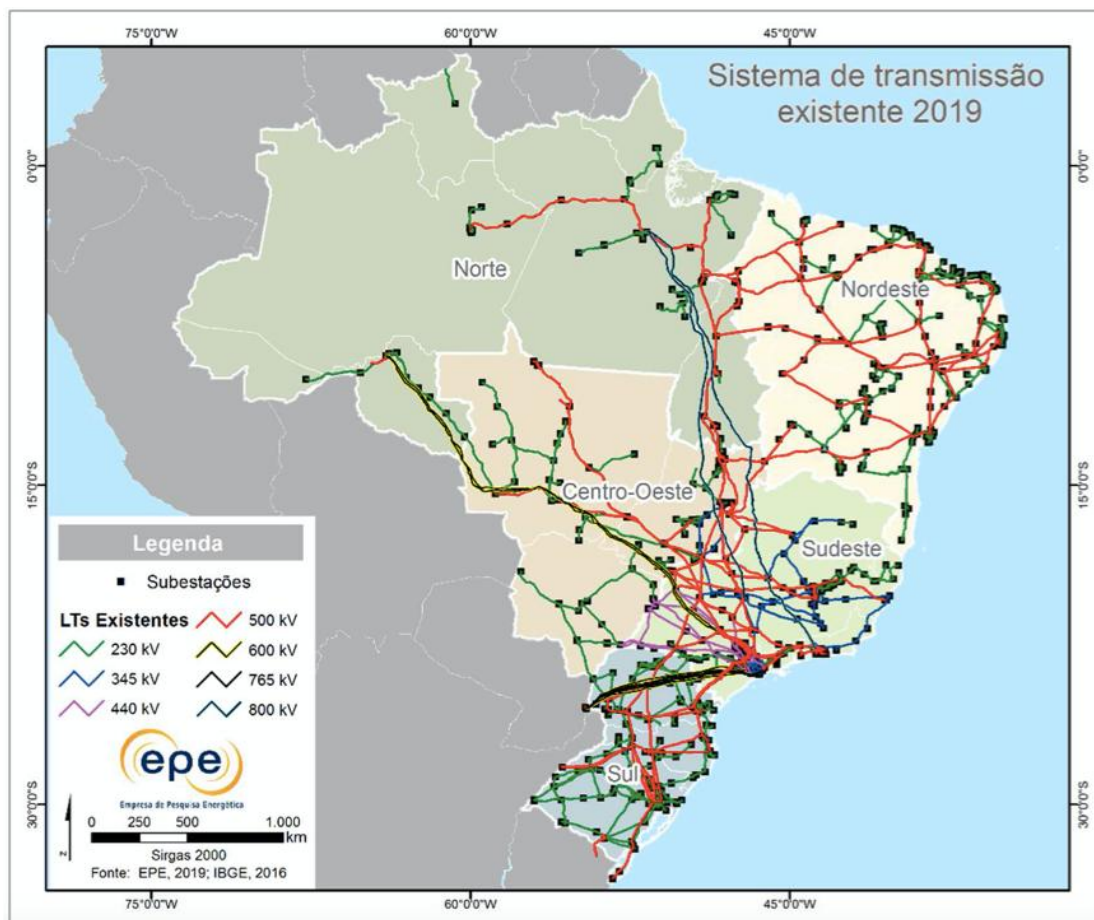 75°0'0"W 60°0'0"W 45°0'0"W
Sistema de transmissão
existente 2019
0°0'0" 0°0'0"
Norte
Nordeste
15°0'0"S 15°0'0"S
Centro-Oeste
Sudeste
Sul
30°0'0"S 30°0'0"S
Legenda
Subestações
LTs Existentes
230 kV
345 kV
440 kV
500 kV
600 kV
765 kV
800 kV
epe
Empresa de Pesquisa Energética
0 250 500 1.000
km
Sirgas 2000
Fonte: EPE, 2019; IBGE, 2016
z
75°0'0"W 60°0'0"W 45°0'0"W